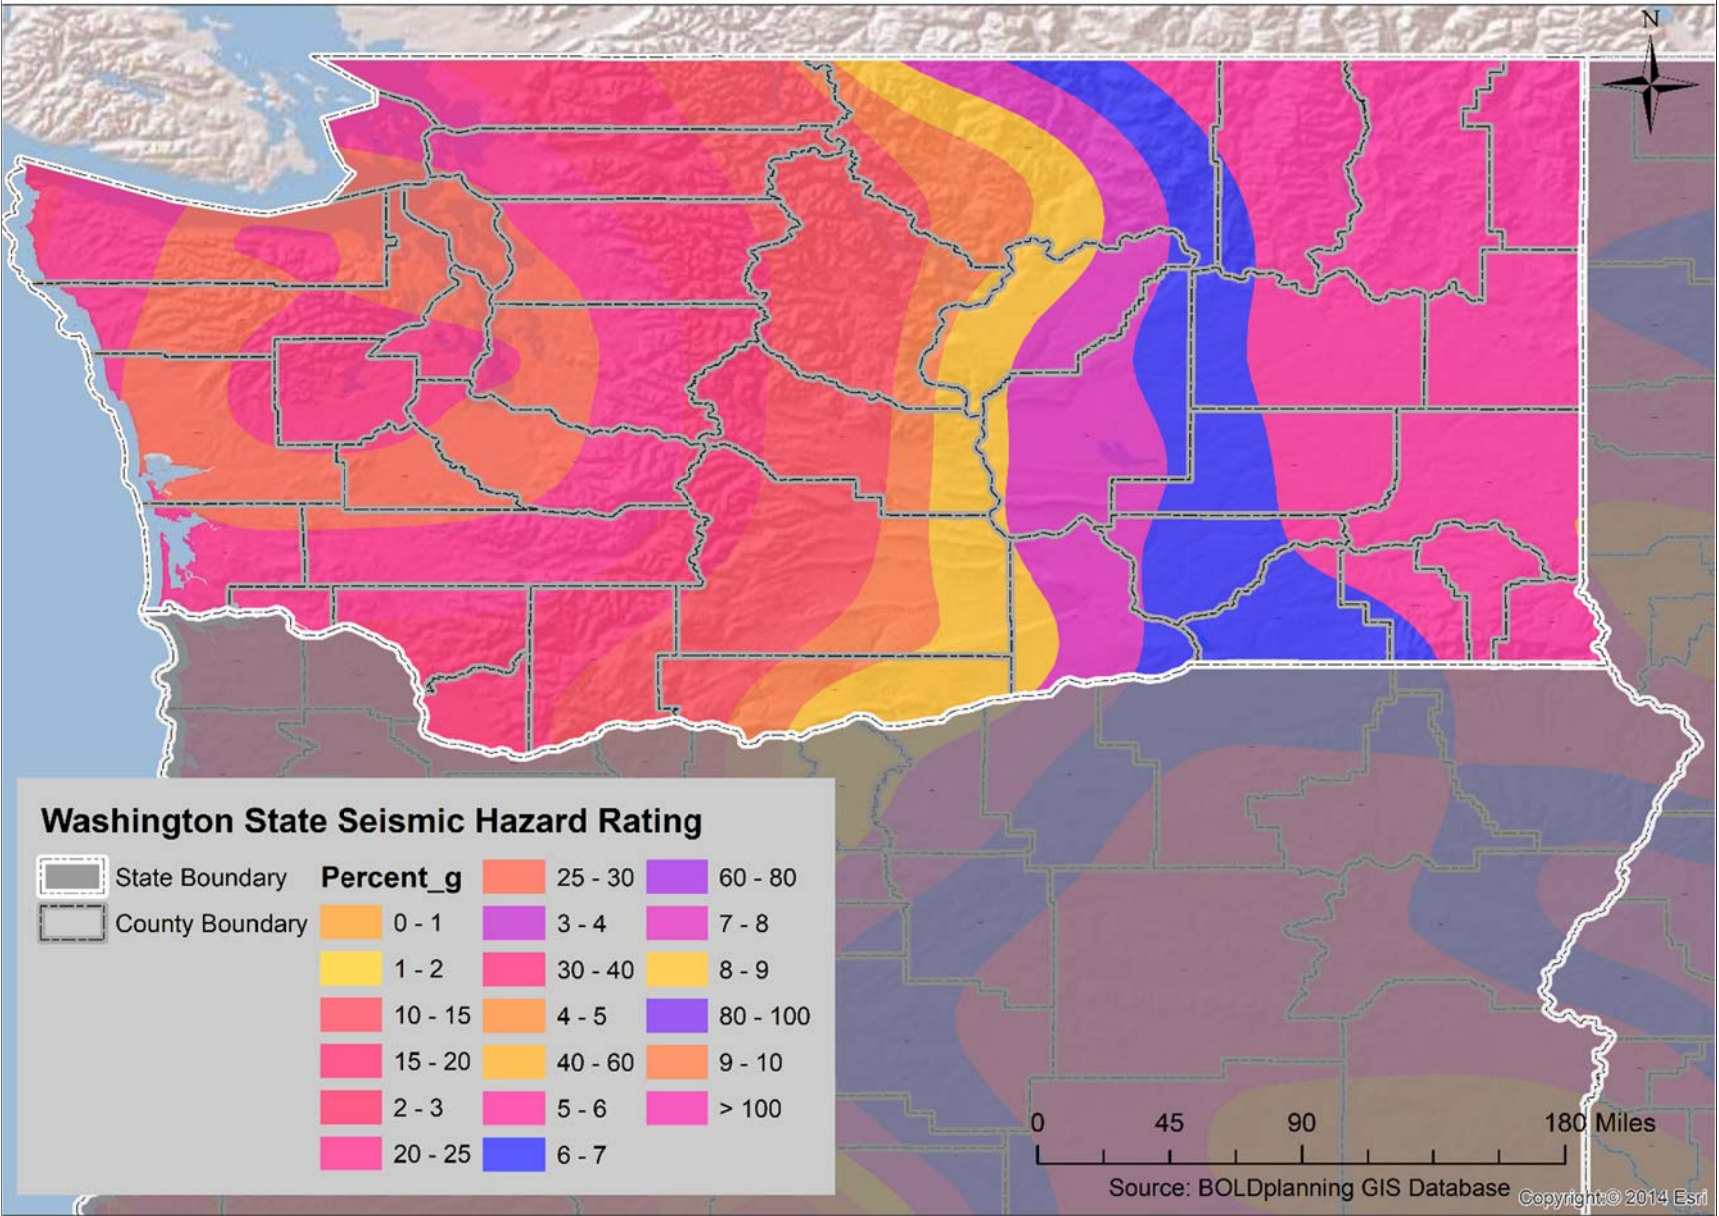 N
Washington State Seismic Hazard Rating
State Boundary
County Boundary
Percent_g
0 - 1
1 - 2
10 - 15
15 - 20
2 - 3
20 - 25
25 - 30
3 - 4
30 - 40
4 - 5
40 - 60
5 - 6
6 - 7
60 - 80
7 - 8
8 - 9
80 - 100
9 - 10
> 100
0 45 90 180 Miles
Source: BOLDplanning GIS Database
Copyright:© 2014 Esri